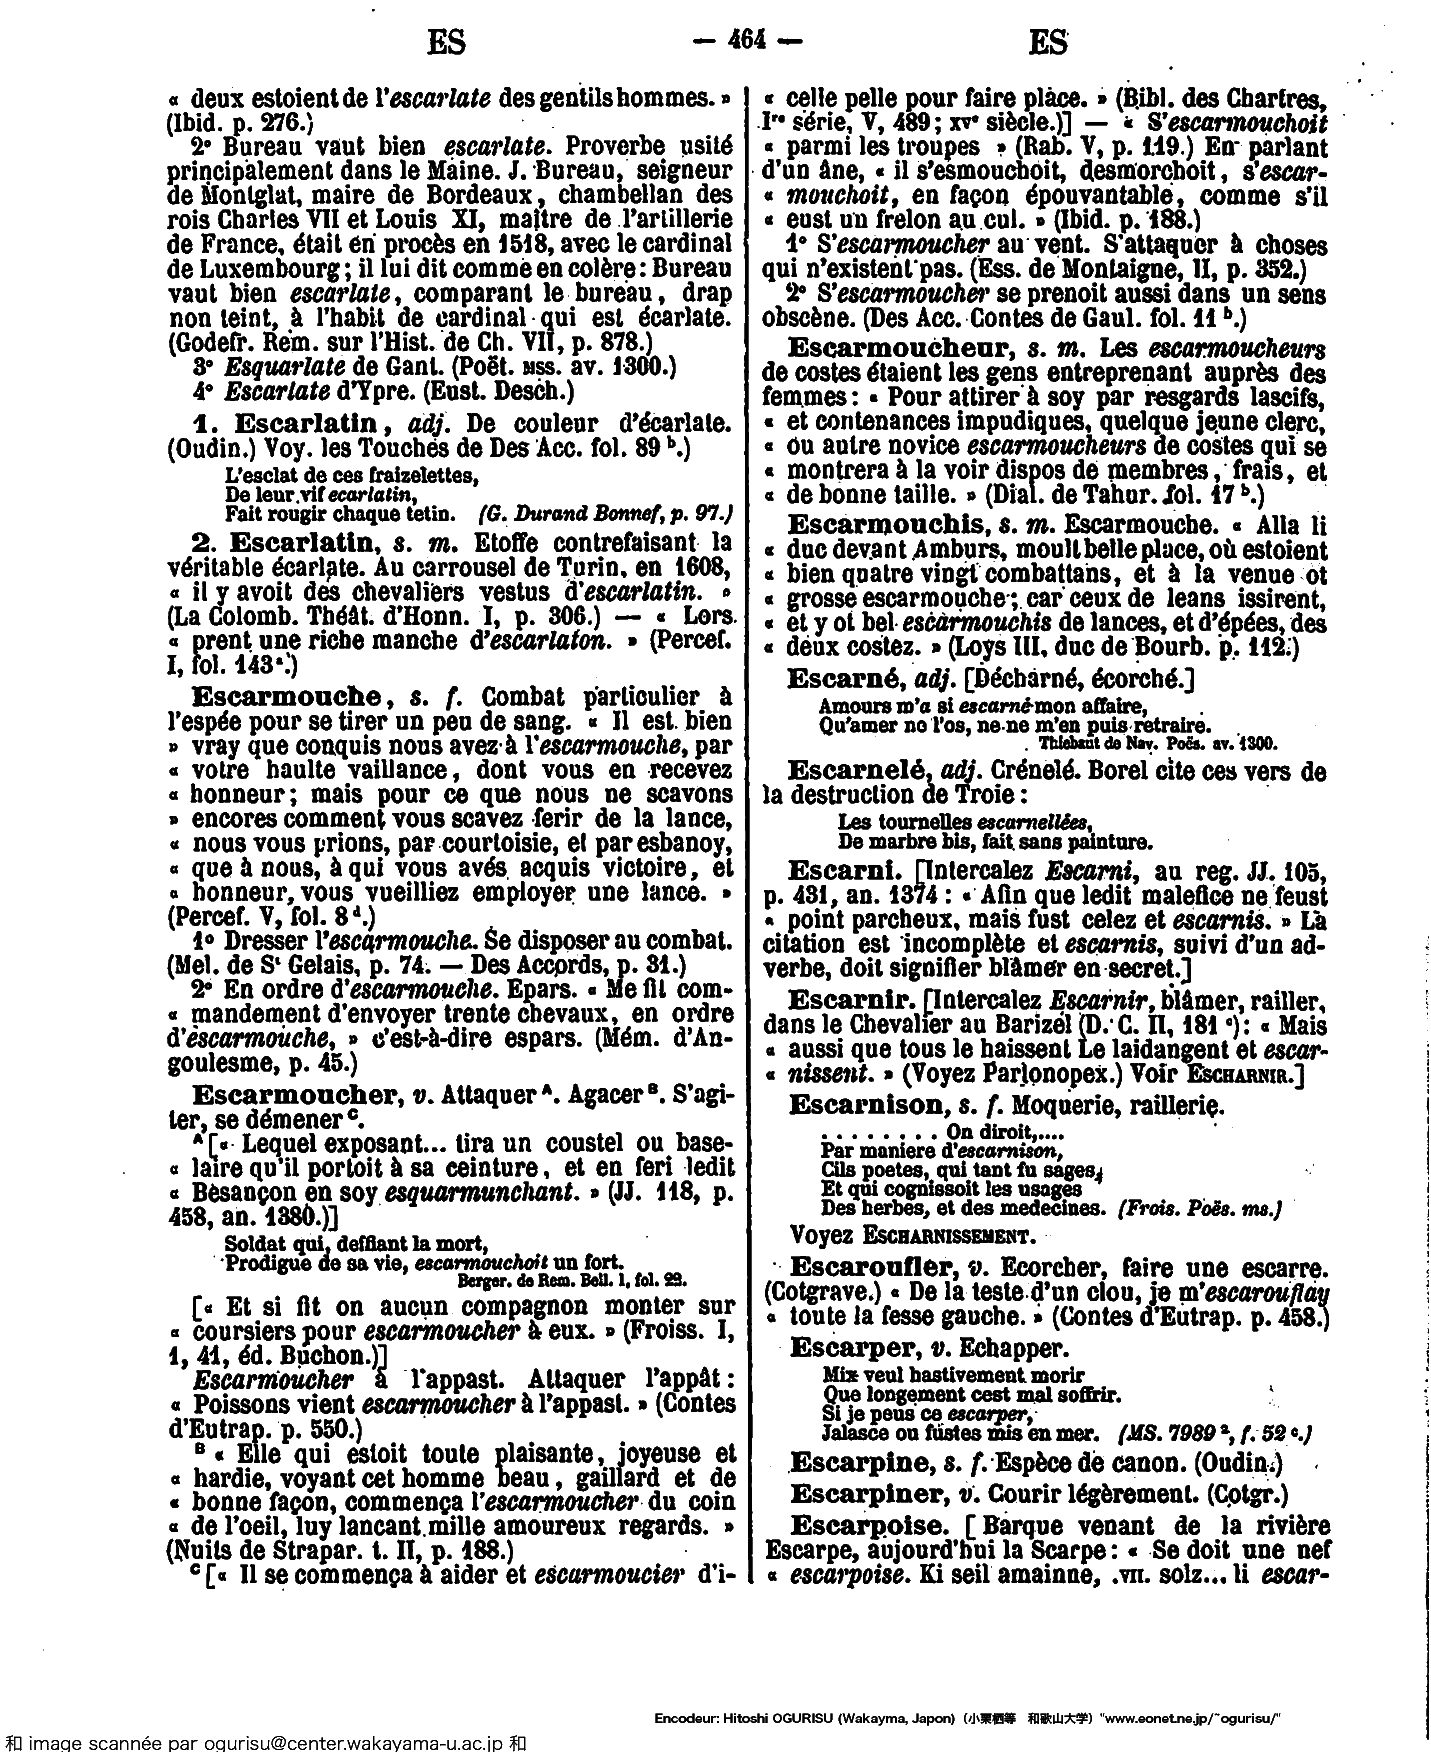 ES — 464 — ES
« deux estoient de l'escarlate des gentilshommes. »
(Ibid. p. 276.)
2° Bureau vaut bien escarlate. Proverbe usité
principalement dans le Maine. J. Bureau, seigneur
de Montglat, maire de Bordeaux, chambellan des
rois Charles VII et Louis XI, maître de l'artillerie
de France, était en procès en 1518, avec le cardinal
de Luxembourg ; il lui dit comme en colère : Bureau
vaut bien escarlate, comparant le bureau, drap
non teint, à l'habit de cardinal qui est écarlate.
(Godefr. Rem. sur l'Hist. de Ch. VII, p. 878.)
3° Esquarlate de Gant. (Poët. MSS. av. 1300.)
4° Escarlate d'Ypre. (Eust. Desch.)
1. Escarlatin, adj. De couleur d'écarlate.
(Oudin.) Voy. les Touches de Des Acc. fol. 89 b.)
L'esclat de ces fraizelettes,
De leur vif ecarlatin,
Fait rougir chaque tetin. (G. Durand Bonnef, p. 97.)
2. Escarlatin, s. m. Etoffe contrefaisant la
véritable écarlate. Au carrousel de Turin, en 1608,
« il y avoit des chevaliers vestus d'escarlatin. »
(La Colomb. Théât. d'Honn. I, p. 306.) — « Lors
« prent une riche manche d'escarlaton. » (Percef.
I, fol. 143 a.)
Escarmouche, s. f. Combat particulier à
l'espée pour se tirer un peu de sang. « Il est bien
» vray que conquis nous avez à l'escarmouche, par
« votre haulte vaillance, dont vous en recevez
« honneur ; mais pour ce que nous ne scavons
» encores comment vous scavez ferir de la lance,
« nous vous prions, par courtoisie, et par esbanoy,
« que à nous, à qui vous avés acquis victoire, et
« honneur, vous vueilliez employer une lance. »
(Percef. V, fol. 8 d.)
1° Dresser l'escarmouche. Se disposer au combat.
(Mel. de St Gelais, p. 74. — Des Accords, p. 31.)
2° En ordre d'escarmouche. Epars. « Me fit com-
« mandement d'envoyer trente chevaux, en ordre
d'escarmouche, » c'est-à-dire espars. (Mém. d'An-
goulesme, p. 45.)
Escarmoucher, v. Attaquer A. Agacer B. S'agi-
ter, se démener C.
A [« Lequel exposant... tira un coustel ou base-
« laire qu'il portoit à sa ceinture, et en feri ledit
« Besançon en soy esquarmunchant. » (JJ. 118, p.
458, an. 1380.)]
Soldat qui, deffiant la mort,
Prodigue de sa vie, escarmouchoit un fort.
Berger. de Rem. Bell. 1, fol. 22.
[« Et si fit on aucun compagnon monter sur
« coursiers pour escarmoucher à eux. » (Froiss. I,
1, 41, éd. Buchon.)]
Escarmoucher à l'appast. Attaquer l'appât :
« Poissons vient escarmoucher à l'appast. » (Contes
d'Eutrap. p. 550.)
B « Elle qui estoit toute plaisante, joyeuse et
« hardie, voyant cet homme beau, gaillard et de
« bonne façon, commença l'escarmoucher du coin
« de l'oeil, luy lancant mille amoureux regards. »
(Nuits de Strapar. t. II, p. 188.)
C [« Il se commença à aider et escarmoucier d'i-
« celle pelle pour faire place. » (Bibl. des Chartres,
Ire série, V, 489 ; XVe siècle.)] — « S'escarmouchoit
« parmi les troupes » (Rab. V, p. 119.) En parlant
d'un âne, « il s'esmouchoit, desmorchoit, s'escar-
« mouchoit, en façon épouvantable, comme s'il
« eust un frelon au cul. » (Ibid. p. 188.)
1° S'escarmoucher au vent. S'attaquer à choses
qui n'existent pas. (Ess. de Montaigne, II, p. 352.)
2° S'escarmoucher se prenoit aussi dans un sens
obscène. (Des Acc. Contes de Gaul. fol. 11 b.)
Escarmoucheur, s. m. Les escarmoucheurs
de costes étaient les gens entreprenant auprès des
femmes : « Pour attirer à soy par resgards lascifs,
« et contenances impudiques, quelque jeune clerc,
« ou autre novice escarmoucheurs de costes qui se
« montrera à la voir dispos de membres, frais, et
« de bonne taille. » (Dial. de Tahur. fol. 17 b.)
Escarmouchis, s. m. Escarmouche. « Alla li
« duc devant Amburs, moult belle place, où estoient
« bien quatre vingt combattans, et à la venue ot
« grosse escarmouche ; car ceux de leans issirent,
« et y ot bel escarmouchis de lances, et d'épées, des
« deux costez. » (Loys III, duc de Bourb. p. 112.)
Escarné, adj. [Décharné, écorché.]
Amours m'a si escarné mon affaire,
Qu'amer no l'os, ne ne m'en puis retraire.
Thiebaut de Nav. Poës. av. 1300.
Escarnelé, adj. Crénelé. Borel cite ces vers de
la destruction de Troie :
Les tournelles escarnellées,
De marbre bis, fait sans painture.
Escarni. [Intercalez Escarni, au reg. JJ. 105,
p. 431, an. 1374 : « Afin que ledit malefice ne feust
« point parcheux, mais fust celez et escarnis. » La
citation est incomplète et escarnis, suivi d'un ad-
verbe, doit signifier blâmer en secret.]
Escarnir. [Intercalez Escarnir, blâmer, railler,
dans le Chevalier au Barizel (D. C. II, 181 c) : « Mais
« aussi que tous le haissent Le laidangent et escar-
« nissent. » (Voyez Partonopex.) Voir ESCHARNIR.]
Escarnison, s. f. Moquerie, raillerie.
. . . . . . . . On diroit,....
Par maniere d'escarnison,
Cils poetes, qui tant fu sages,
Et qui cognissoit les usages
Des herbes, et des medecines. (Frois. Poës. ms.)
Voyez ESCHARNISSEMENT.
Escaroufler, v. Ecorcher, faire une escarre.
(Cotgrave.) « De la teste d'un clou, je m'escarouflay
« toute la fesse gauche. » (Contes d'Eutrap. p. 458.)
Escarper, v. Echapper.
Mix veul hastivement morir
Que longement cest mal soffrir.
Si je peus ce escarper,
Jalasce ou fustes mis en mer. (MS. 7989 2, f. 52 c.)
Escarpine, s. f. Espèce de canon. (Oudin.)
Escarpiner, v. Courir légèrement. (Cotgr.)
Escarpoise. [Barque venant de la rivière
Escarpe, aujourd'hui la Scarpe : « Se doit une nef
« escarpoise. Ki seil amainne, .VII. solz... li escar-
Encodeur: Hitoshi OGURISU (Wakayma, Japon)（小栗栖等 和歌山大学）"www.eonet.ne.jp/~ogurisu/"
和 image scannée par ogurisu@center.wakayama-u.ac.jp 和